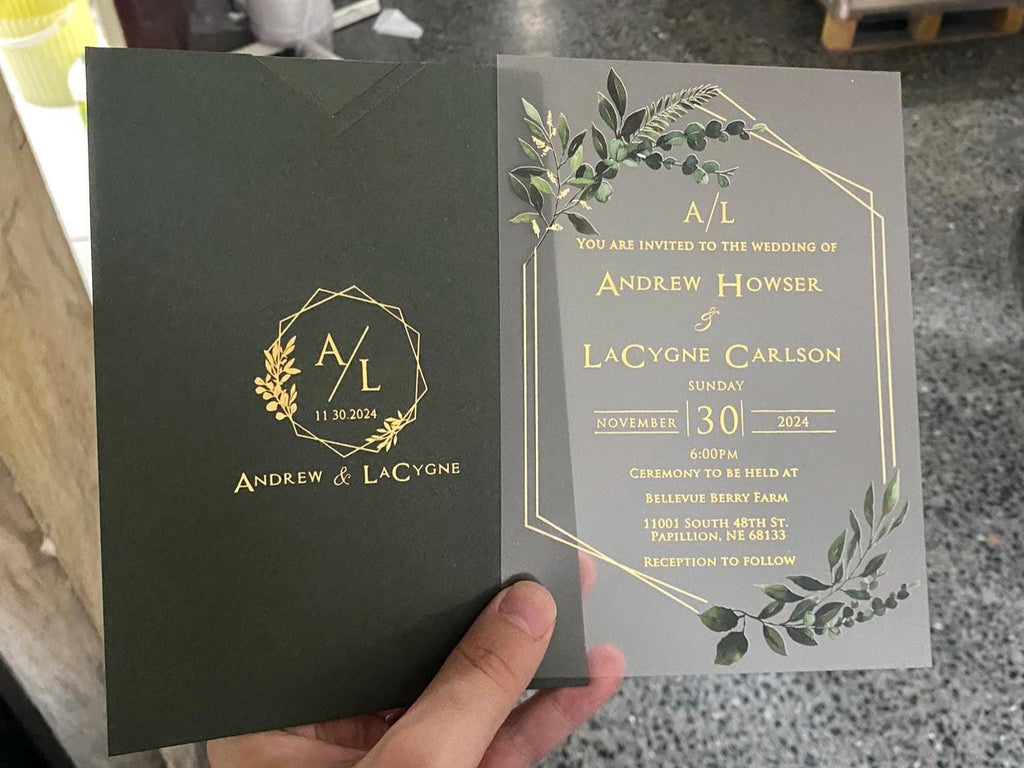 A/L
11 30.2024
Andrew & LaCygne
A/L
You are invited to the wedding of
Andrew Howser
&
LaCygne Carlson
SUNDAY
NOVEMBER 30 2024
6:00PM
Ceremony to be held at
Bellevue Berry Farm
11001 South 48th St.
Papillion, NE 68133
Reception to follow